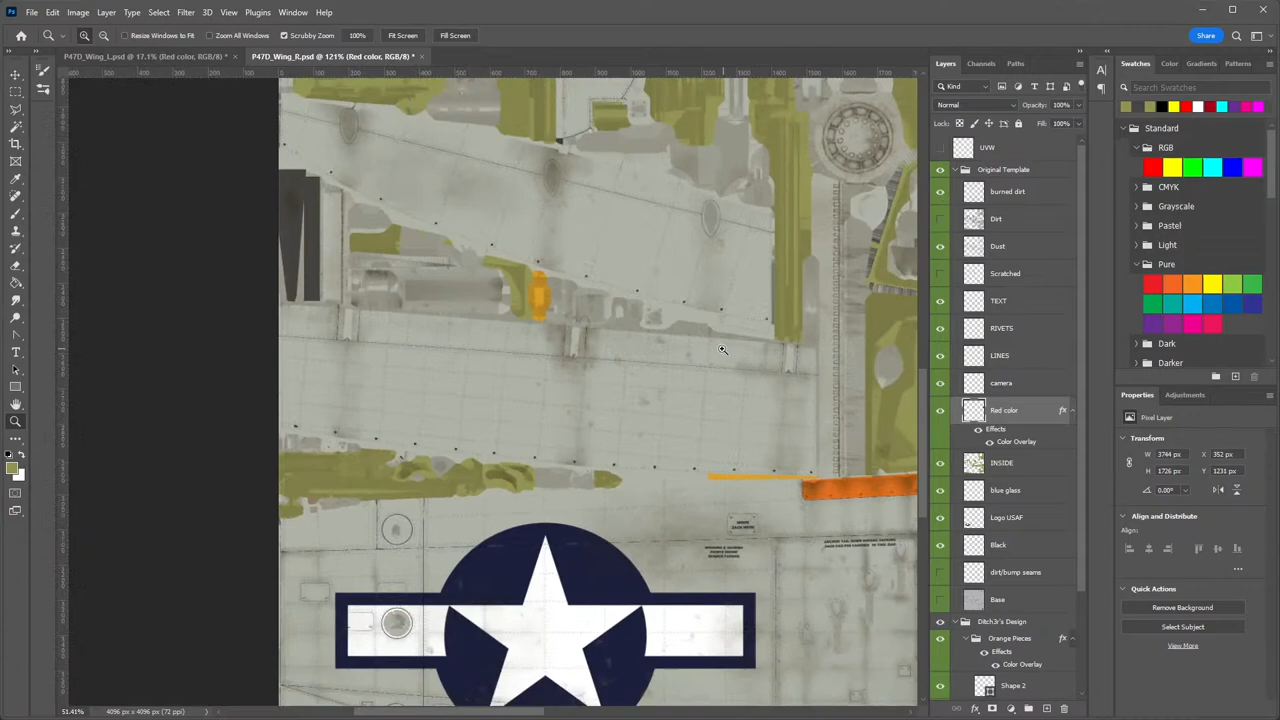 Ps File Edit Image Layer Type Select Filter 3D View Plugins Window Help
Resize Windows to Fit Zoom All Windows Scrubby Zoom 100% Fit Screen Fill Screen Share
P47D_Wing_L.psd @ 17.1% (Red color, RGB/8) * × P47D_Wing_R.psd @ 121% (Red color, RGB/8) * ×
Layers Channels Paths
Kind
Normal Opacity: 100%
Lock: Fill: 100%
UVW
Original Template
burned dirt
Dirt
Dust
Scratched
TEXT
RIVETS
LINES
camera
Red color fx
Effects
Color Overlay
INSIDE
blue glass
Logo USAF
Black
dirt/bump seams
Base
Ditch3r's Design
Orange Pieces fx
Effects
Color Overlay
Shape 2
Swatches Color Gradients Patterns
Search Swatches
Standard
RGB
CMYK
Grayscale
Pastel
Light
Pure
Dark
Darker
Properties Adjustments
Pixel Layer
Transform
W 3744 px X 352 px
H 1726 px Y 1231 px
0.00°
Align and Distribute
Align:
Quick Actions
Remove Background
Select Subject
View More
51.41% 4096 px x 4096 px (72 ppi)